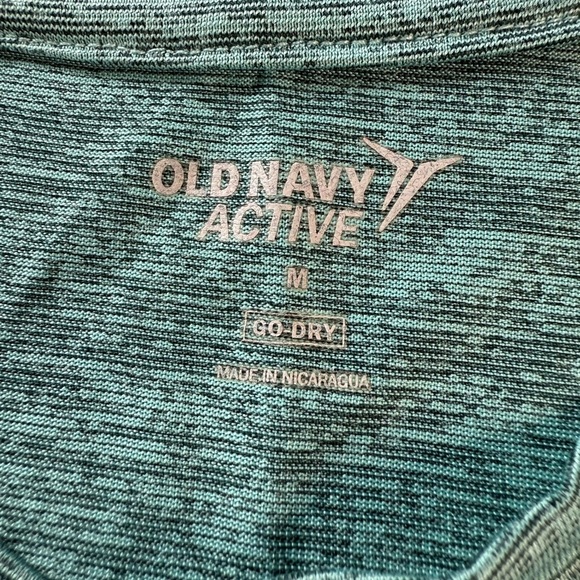 OLD NAVY
ACTIVE
M
GO-DRY
MADE IN NICARAGUA